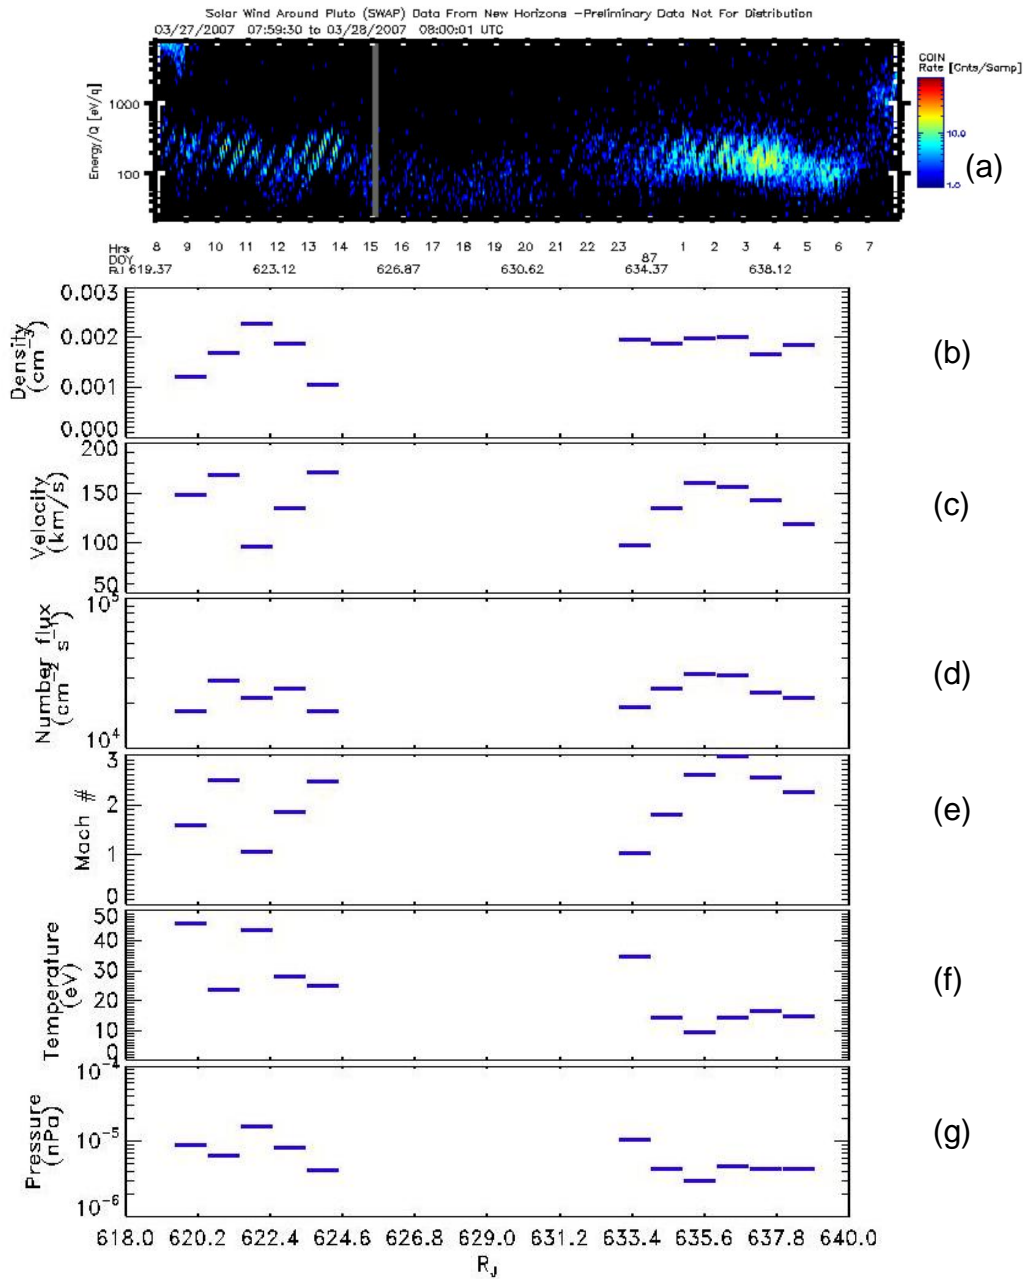 Solar Wind Around Pluto (SWAP) Data From New Horizons -Preliminary Data Not For Distribution
03/27/2007 07:59:30 to 03/28/2007 08:00:01 UTC
COIN
Rate [Cnts/Samp]
10.0
1.0
Energy/Q [eV/q]
1000
100
(a)
Hrs 8 9 10 11 12 13 14 15 16 17 18 19 20 21 22 23 1 2 3 4 5 6 7
DOY 87
RJ 619.37 623.12 626.87 630.62 634.37 638.12
Density
(cm⁻³)
0.003
0.002
0.001
0.000
(b)
Velocity
(km/s)
200
150
100
50
(c)
Number flux
(cm⁻² s⁻¹)
10⁵
10⁴
(d)
Mach #
3
2
1
0
(e)
Temperature
(eV)
50
40
30
20
10
0
(f)
Pressure
(nPa)
10⁻⁴
10⁻⁵
10⁻⁶
(g)
618.0 620.2 622.4 624.6 626.8 629.0 631.2 633.4 635.6 637.8 640.0
R_J